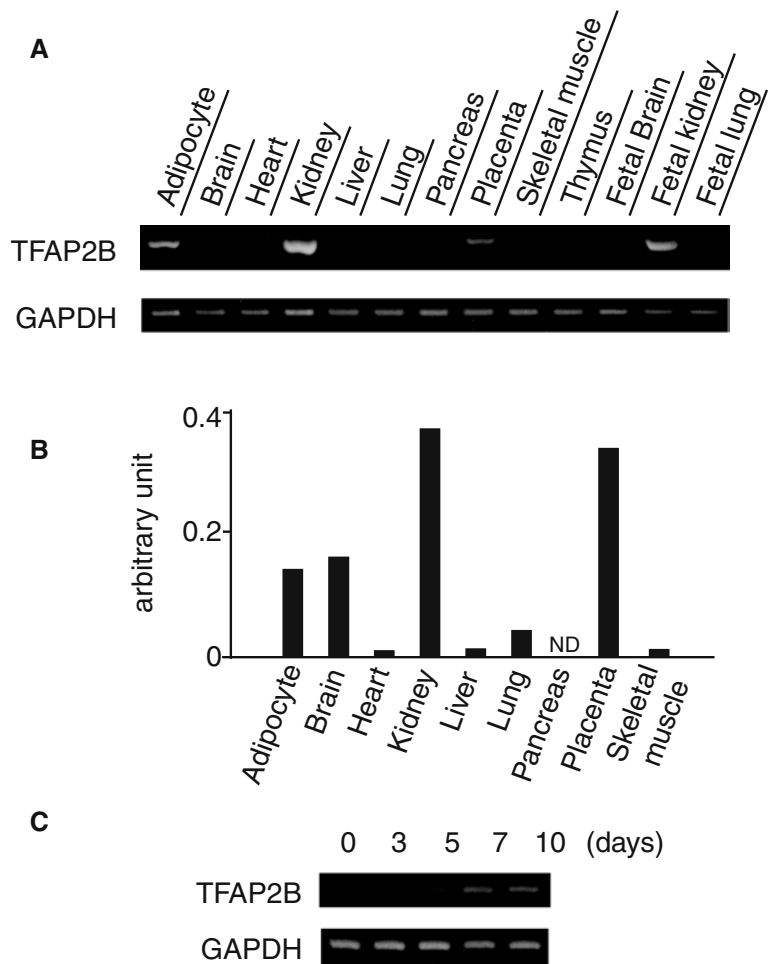 A
Adipocyte
Brain
Heart
Kidney
Liver
Lung
Pancreas
Placenta
Skeletal muscle
Thymus
Fetal Brain
Fetal kidney
Fetal lung
TFAP2B
GAPDH
B
arbitrary unit
0.4
0.2
0
ND
Adipocyte
Brain
Heart
Kidney
Liver
Lung
Pancreas
Placenta
Skeletal
muscle
C
0 3 5 7 10 (days)
TFAP2B
GAPDH